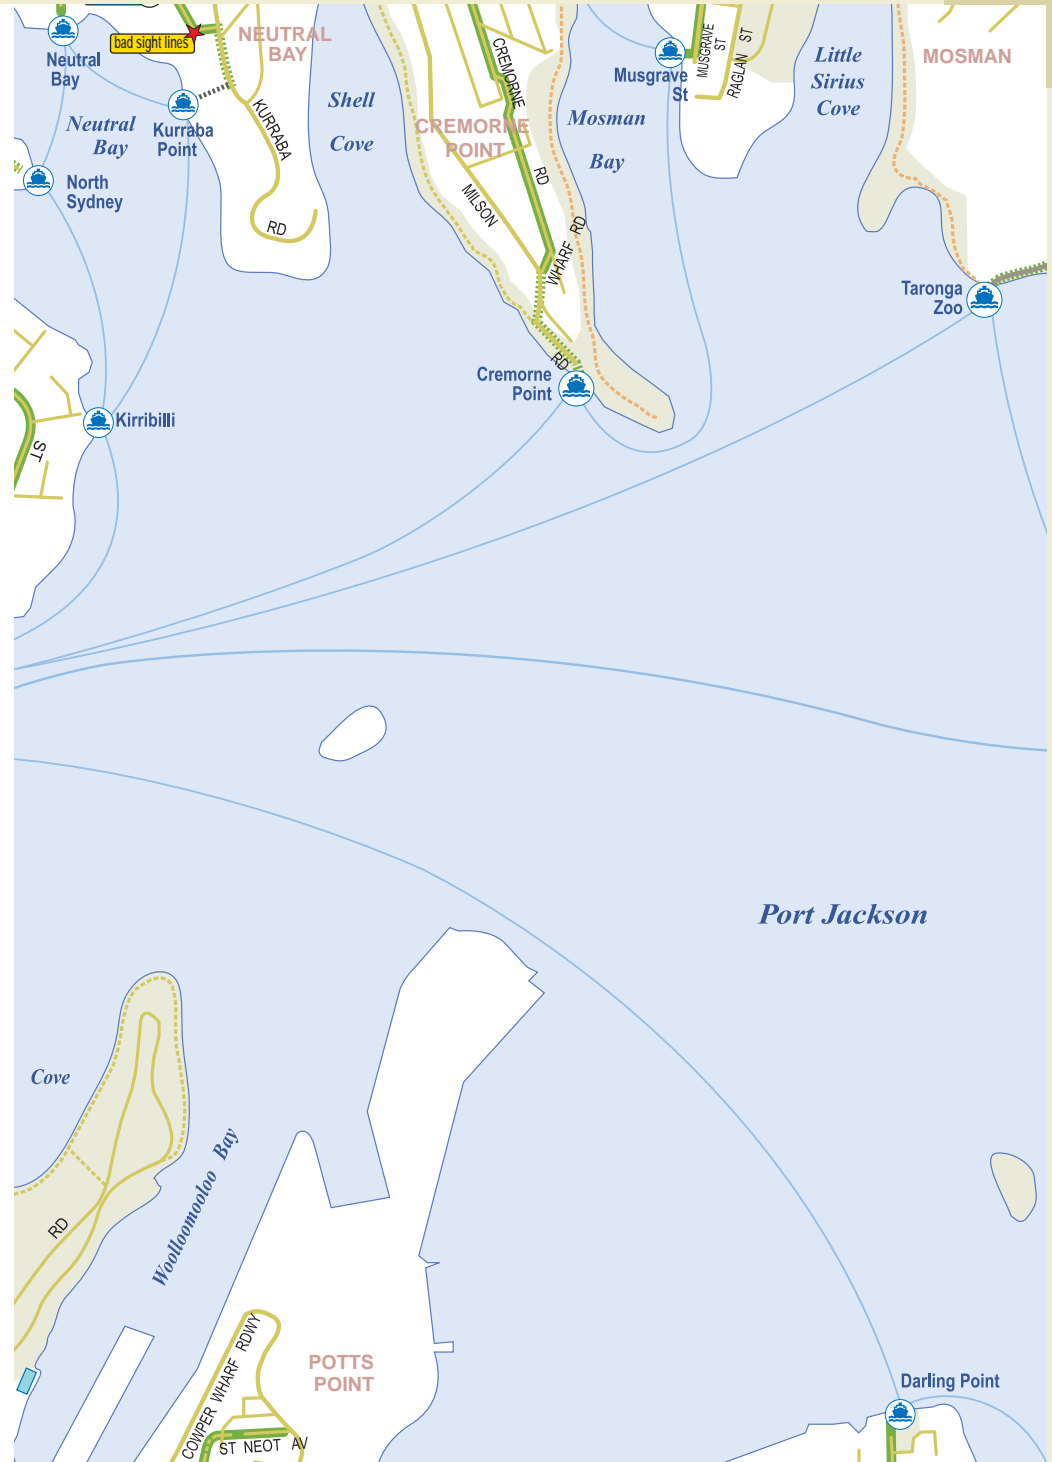 bad sight lines
NEUTRAL
BAY
Neutral
Bay
Neutral
Bay
Kurraba
Point
North
Sydney
KURRABA
RD
Shell
Cove
CREMORNE
RD
CREMORNE
POINT
MILSON
RD
WHARF RD
Mosman
Bay
Musgrave
St
MUSGRAVE
ST
RAGLAN ST
Little
Sirius
Cove
MOSMAN
Taronga
Zoo
Cremorne
Point
Kirribilli
ST
Port Jackson
Cove
RD
Woolloomooloo Bay
COWPER WHARF RDWY
ST NEOT AV
POTTS
POINT
Darling Point